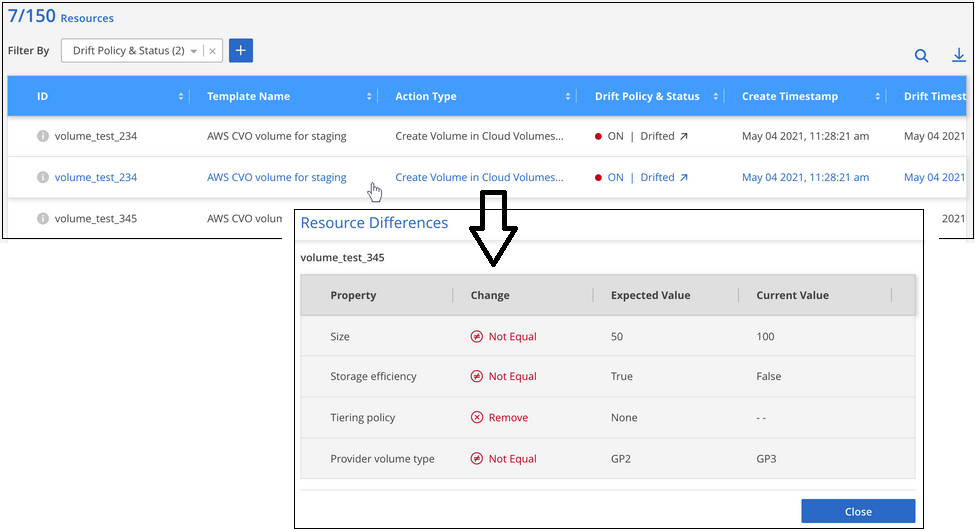 7/150 Resources
Filter By Drift Policy & Status (2) × +
ID Template Name Action Type Drift Policy & Status Create Timestamp Drift Timest
volume_test_234 AWS CVO volume for staging Create Volume in Cloud Volumes... ON | Drifted May 04 2021, 11:28:21 am May 04 2021
volume_test_234 AWS CVO volume for staging Create Volume in Cloud Volumes... ON | Drifted May 04 2021, 11:28:21 am May 04 2021
volume_test_345 AWS CVO volum 2021
Resource Differences
volume_test_345
Property Change Expected Value Current Value
Size Not Equal 50 100
Storage efficiency Not Equal True False
Tiering policy Remove None - -
Provider volume type Not Equal GP2 GP3
Close